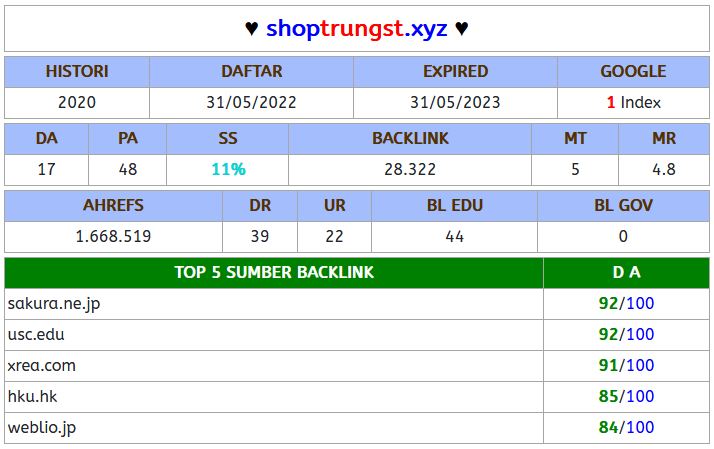 ♥ shoptrungst.xyz ♥
HISTORI DAFTAR EXPIRED GOOGLE
2020 31/05/2022 31/05/2023 1 Index
DA PA SS BACKLINK MT MR
17 48 11% 28.322 5 4.8
AHREFS DR UR BL EDU BL GOV
1.668.519 39 22 44 0
TOP 5 SUMBER BACKLINK D A
sakura.ne.jp 92/100
usc.edu 92/100
xrea.com 91/100
hku.hk 85/100
weblio.jp 84/100